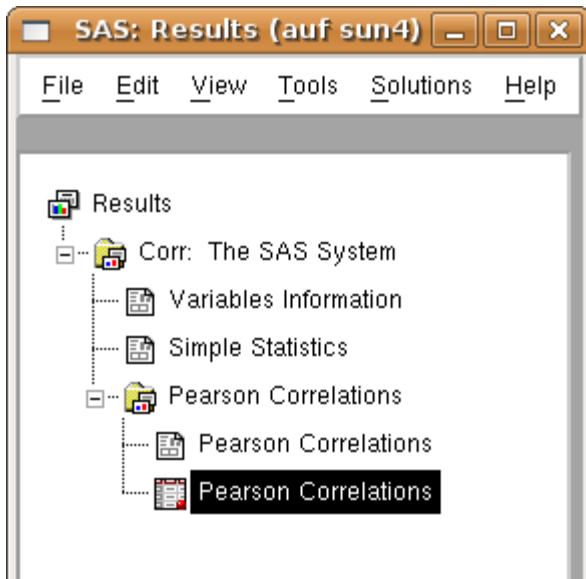 SAS: Results (auf sun4)
File Edit View Tools Solutions Help
Results
Corr: The SAS System
Variables Information
Simple Statistics
Pearson Correlations
Pearson Correlations
Pearson Correlations